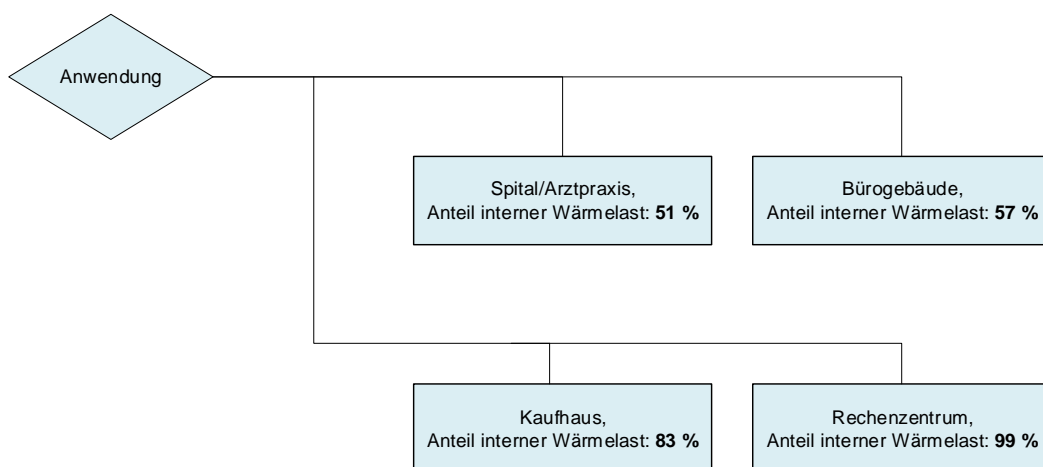 Anwendung
Spital/Arztpraxis,
Anteil interner Wärmelast: 51 %
Bürogebäude,
Anteil interner Wärmelast: 57 %
Kaufhaus,
Anteil interner Wärmelast: 83 %
Rechenzentrum,
Anteil interner Wärmelast: 99 %